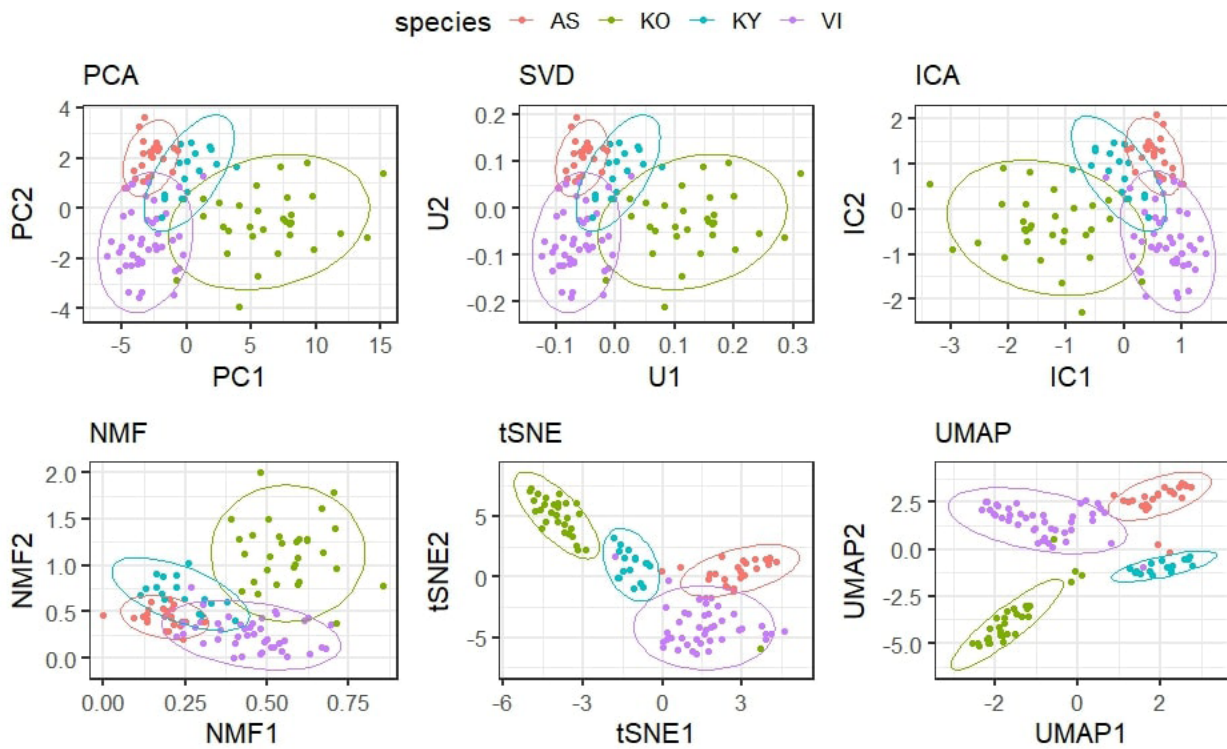 species AS KO KY VI
PCA
4
2
0
-2
-4
PC2
-5 0 5 10 15
PC1
SVD
0.2
0.1
0.0
-0.1
-0.2
U2
-0.1 0.0 0.1 0.2 0.3
U1
ICA
2
1
0
-1
-2
IC2
-3 -2 -1 0 1
IC1
NMF
2.0
1.5
1.0
0.5
0.0
NMF2
0.00 0.25 0.50 0.75
NMF1
tSNE
5
0
-5
tSNE2
-6 -3 0 3
tSNE1
UMAP
2.5
0.0
-2.5
-5.0
UMAP2
-2 0 2
UMAP1